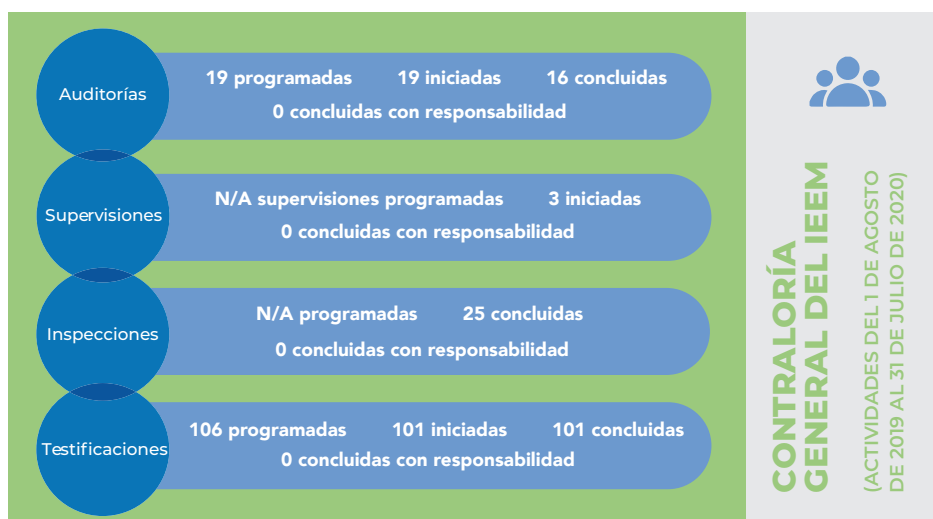 Auditorías
19 programadas 19 iniciadas 16 concluidas
0 concluidas con responsabilidad
Supervisiones
N/A supervisiones programadas 3 iniciadas
0 concluidas con responsabilidad
Inspecciones
N/A programadas 25 concluidas
0 concluidas con responsabilidad
Testificaciones
106 programadas 101 iniciadas 101 concluidas
0 concluidas con responsabilidad
CONTRALORÍA
GENERAL DEL IEEM
(ACTIVIDADES DEL 1 DE AGOSTO
DE 2019 AL 31 DE JULIO DE 2020)